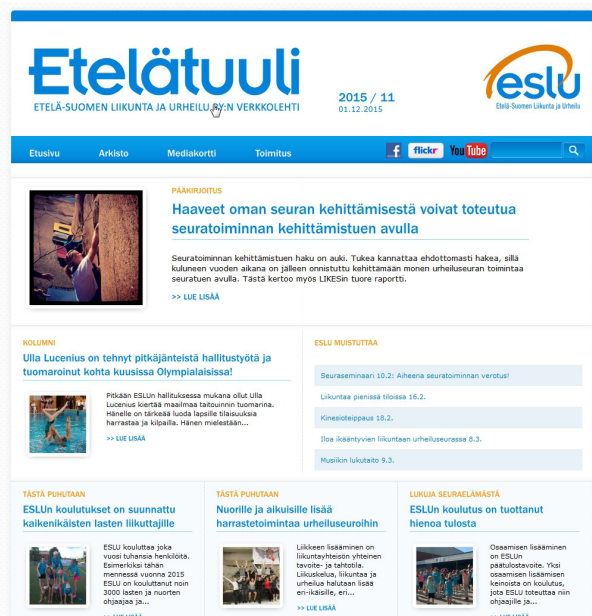 Etelätuuli
ETELÄ-SUOMEN LIIKUNTA JA URHEILU RY:N VERKKOLEHTI
2015 / 11
01.12.2015
eslu
Etelä-Suomen Liikunta ja Urheilu
Etusivu Arkisto Mediakortti Toimitus
f flickr YouTube
PÄÄKIRJOITUS
Haaveet oman seuran kehittämisestä voivat toteutua
seuratoiminnan kehittämistuen avulla
Seuratoiminnan kehittämistuen haku on auki. Tukea kannattaa ehdottomasti hakea, sillä
kuluneen vuoden aikana on jälleen onnistuttu kehittämään monen urheiluseuran toimintaa
seuratuen avulla. Tästä kertoo myös LIKESin tuore raportti.
>> LUE LISÄÄ
KOLUMNI
Ulla Lucenius on tehnyt pitkäjänteistä hallitustyötä ja
tuomaroinut kohta kuusissa Olympialaisissa!
Pitkään ESLUn hallituksessa mukana ollut Ulla
Lucenius kiertää maailmaa taitouinnin tuomarina.
Hänelle on tärkeää luoda lapsille tilaisuuksia
harrastaa ja kilpailla. Hänen mielestään...
>> LUE LISÄÄ
ESLU MUISTUTTAA
Seuraseminaari 10.2: Aiheena seuratoiminnan verotus!
Liikuntaa pienissä tiloissa 16.2.
Kinesioteippaus 18.2.
Iloa ikääntyvien liikuntaan urheiluseurassa 8.3.
Musiikin lukutaito 9.3.
TÄSTÄ PUHUTAAN
ESLUn koulutukset on suunnattu
kaikenikäisten lasten liikuttajille
ESLU kouluttaa joka
vuosi tuhansia henkilöitä.
Esimerkiksi tähän
mennessä vuonna 2015
ESLU on kouluttanut noin
3000 lasten ja nuorten
ohjaajaa ja...
TÄSTÄ PUHUTAAN
Nuorille ja aikuisille lisää
harrastetoimintaa urheiluseuroihin
Liikkeen lisääminen on
liikuntayhteisön yhteinen
tavoite- ja tahtotila.
Liikuskelua, liikuntaa ja
urheilua halutaan lisää
eri-ikäisille, eri...
>> LUE LISÄÄ
LUKUJA SEURAELÄMÄSTÄ
ESLUn koulutus on tuottanut
hienoa tulosta
Osaamisen lisääminen
on ESLUn
päätulostavoite. Yksi
osaamisen lisäämisen
keinoista on koulutus,
jota ESLU toteuttaa niin
ohjaajille ja...